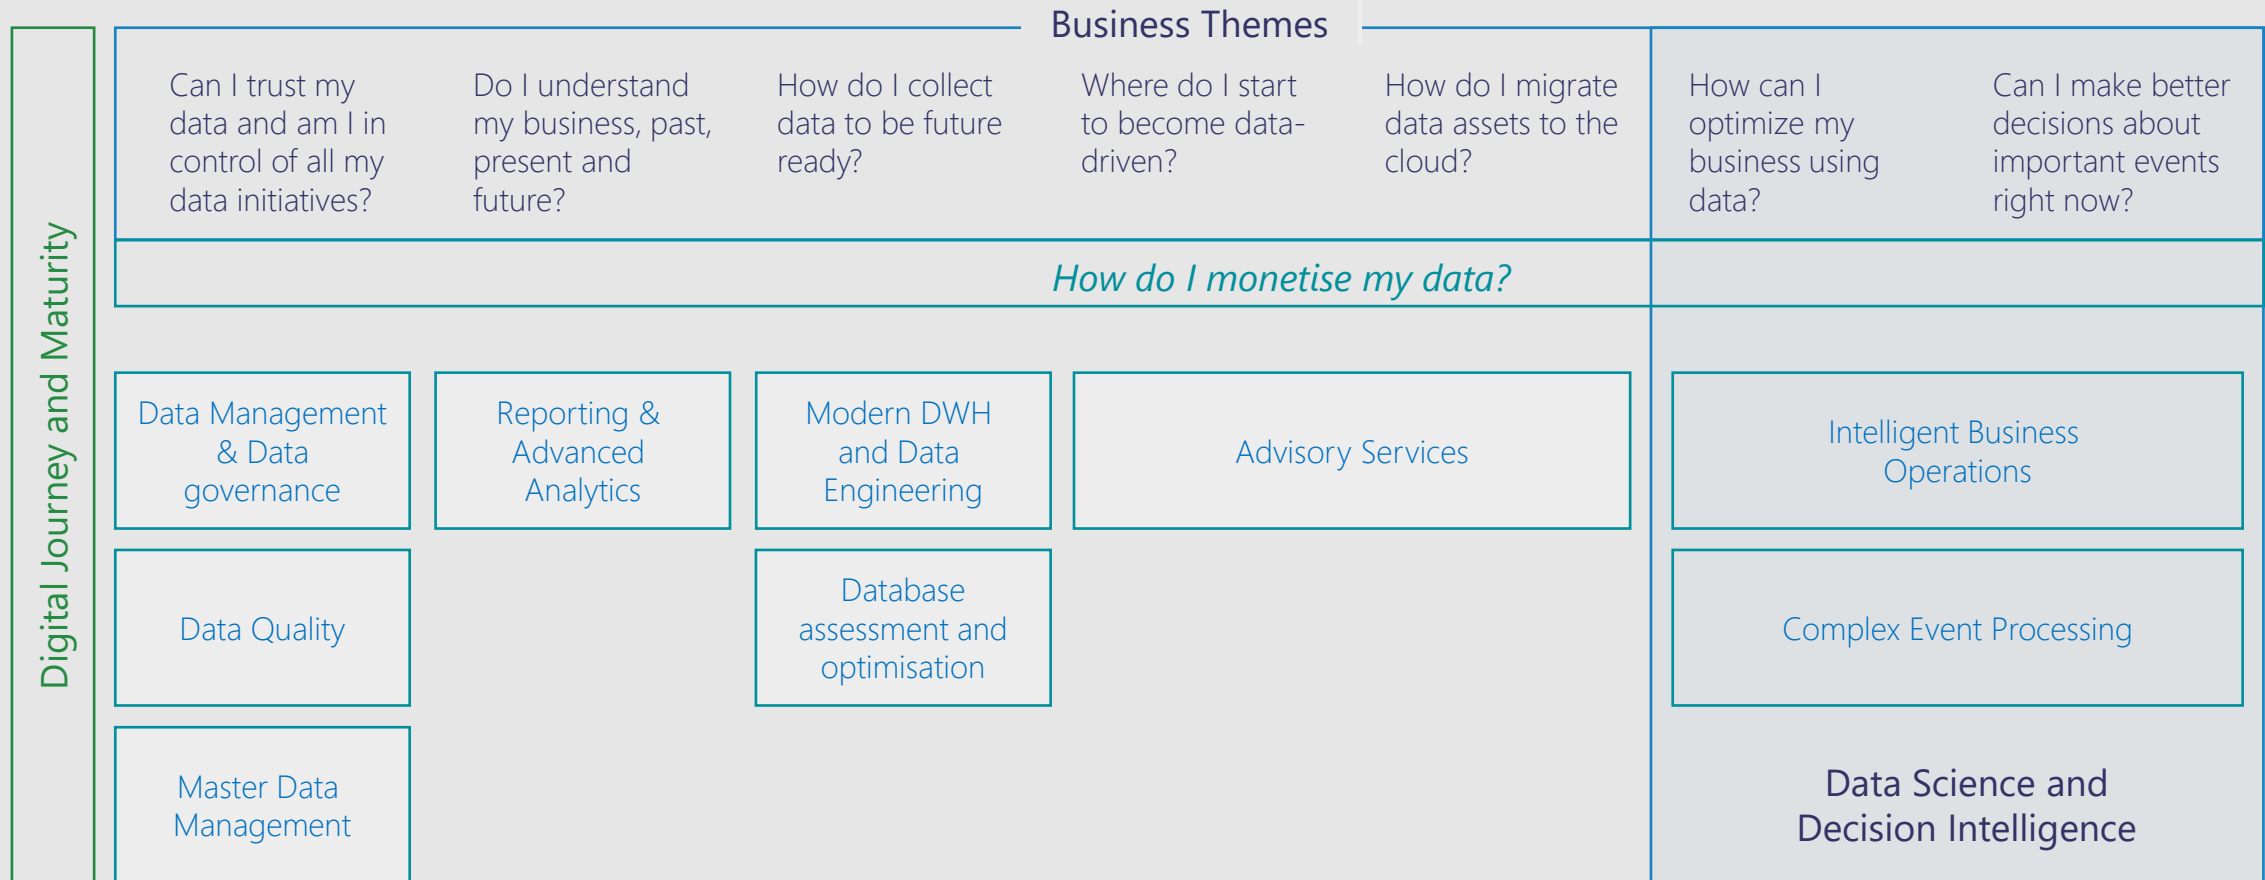 Business Themes
Digital Journey and Maturity
Can I trust my
data and am I in
control of all my
data initiatives?
Do I understand
my business, past,
present and
future?
How do I collect
data to be future
ready?
Where do I start
to become data-
driven?
How do I migrate
data assets to the
cloud?
How can I
optimize my
business using
data?
Can I make better
decisions about
important events
right now?
How do I monetise my data?
Data Management
& Data
governance
Reporting &
Advanced
Analytics
Modern DWH
and Data
Engineering
Advisory Services
Intelligent Business
Operations
Data Quality
Database
assessment and
optimisation
Complex Event Processing
Master Data
Management
Data Science and
Decision Intelligence